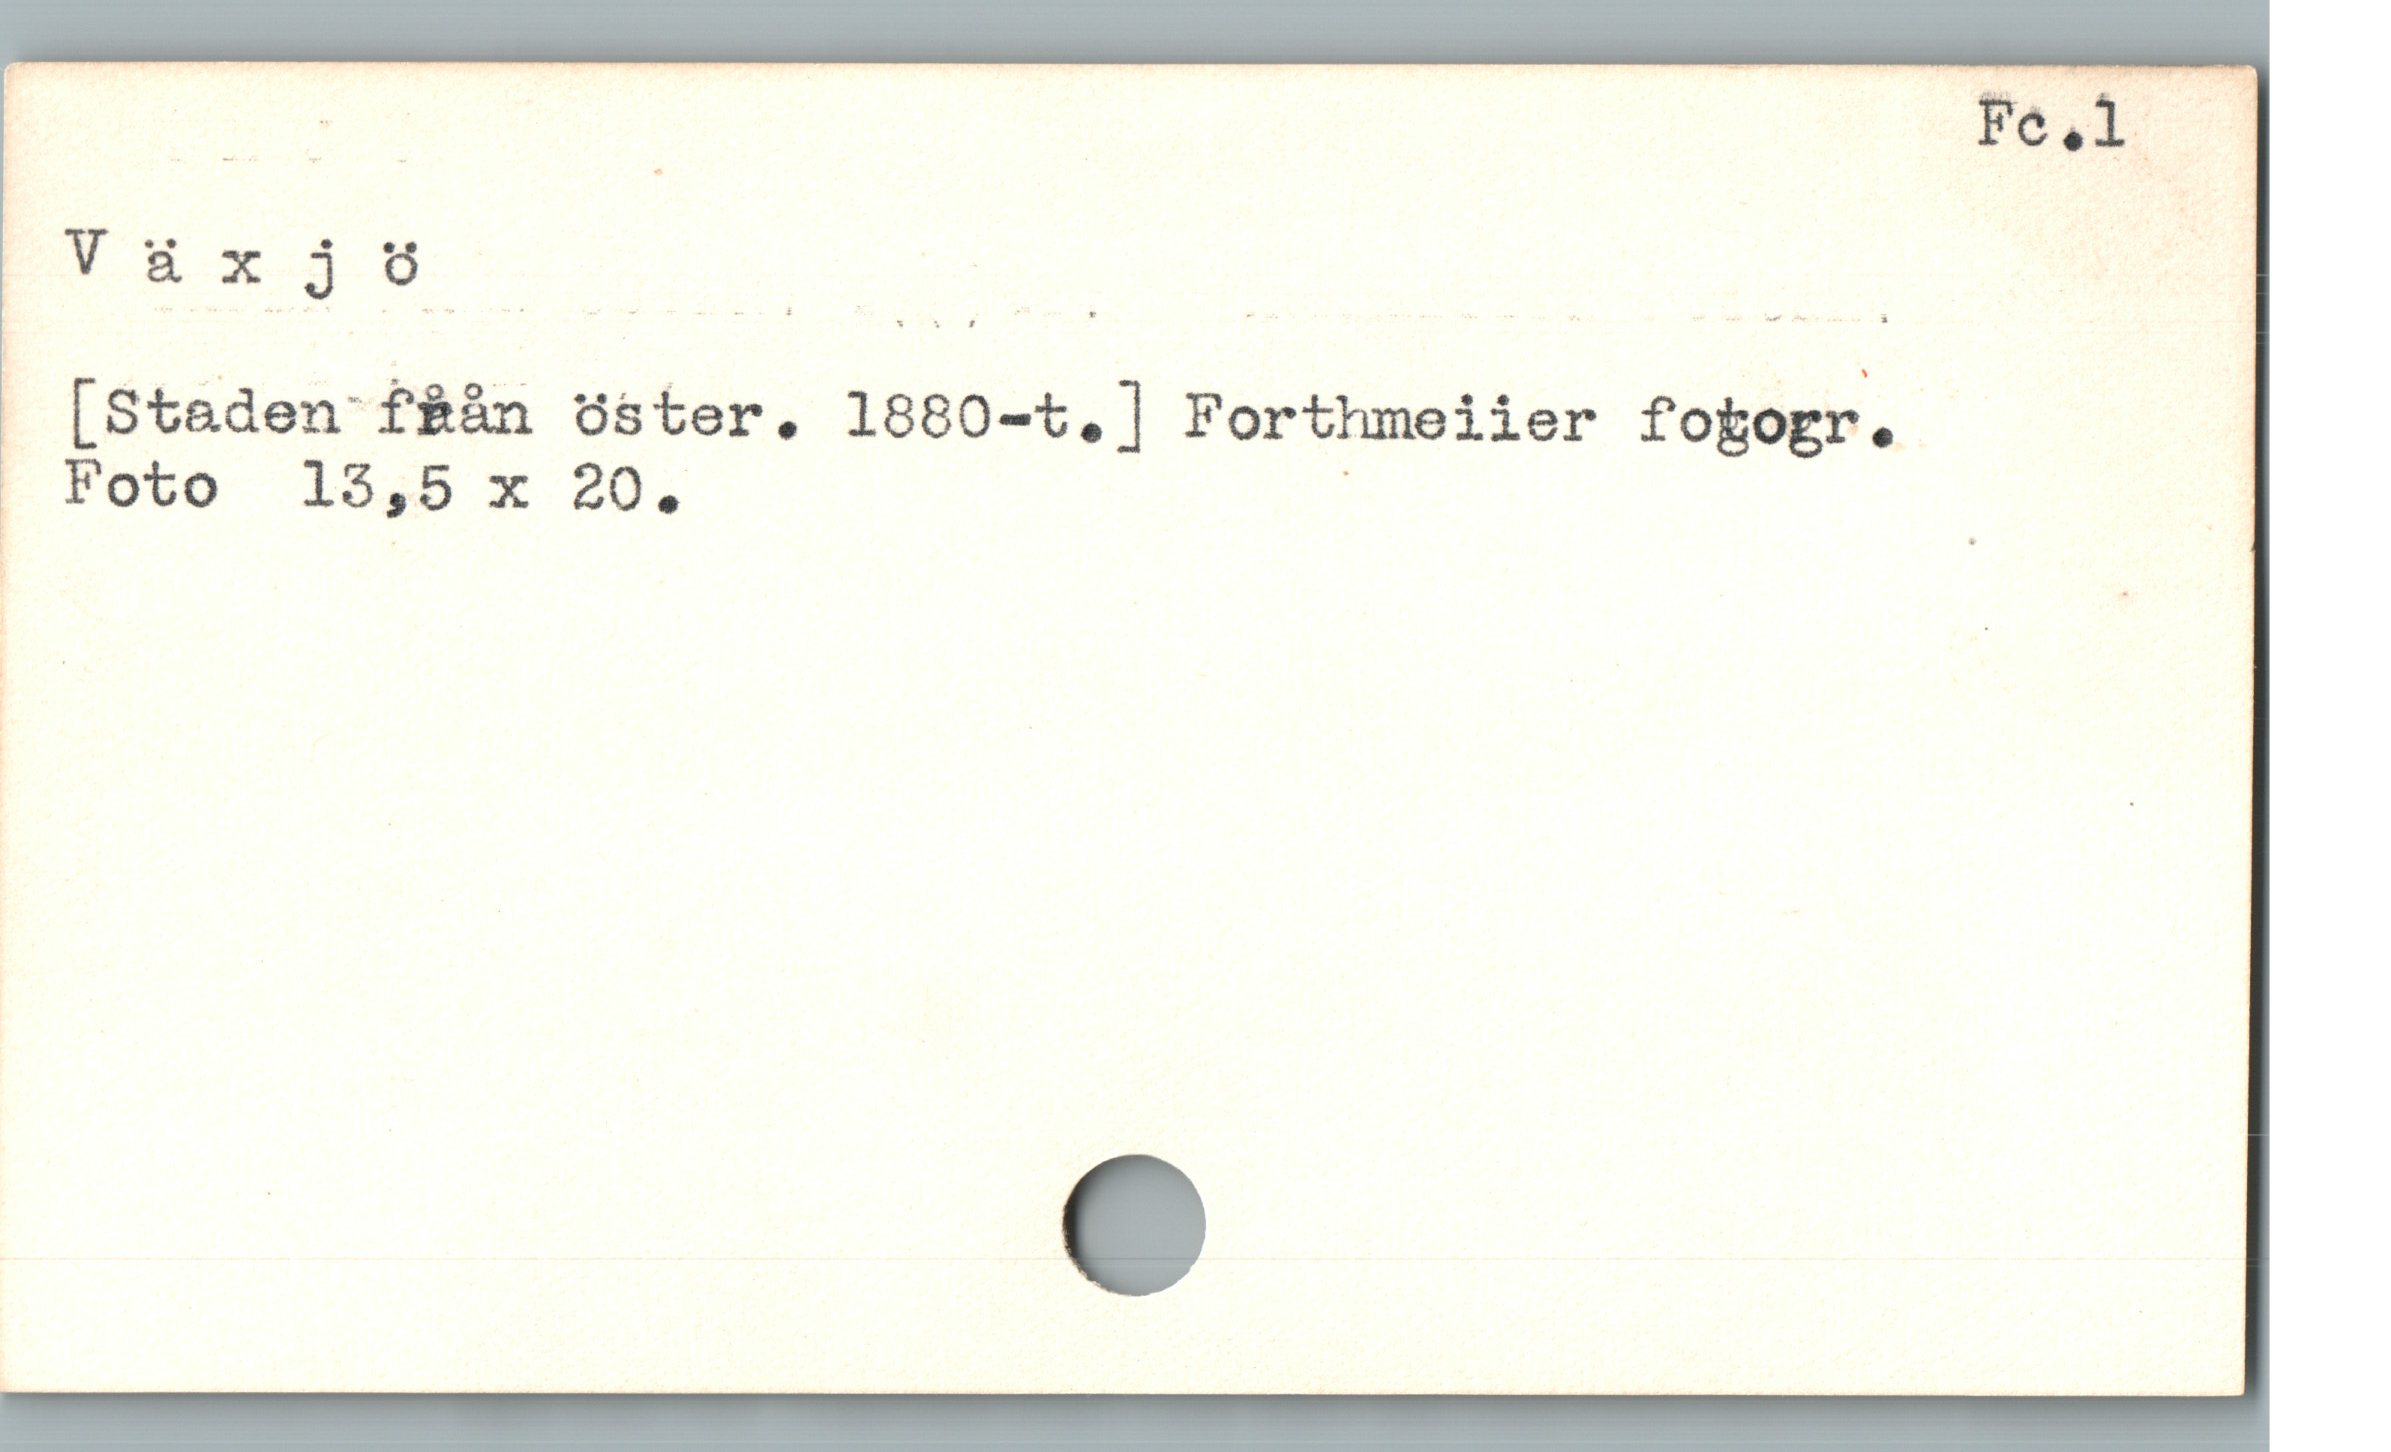 Fc.1
V ä x j ö
[Staden från öster. 1880-t.] Forthmeiier fotogr.
Foto 13,5 x 20.